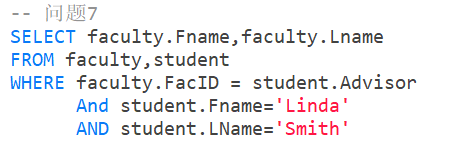 -- 问题7
SELECT faculty.Fname,faculty.Lname
FROM faculty,student
WHERE faculty.FacID = student.Advisor
And student.Fname='Linda'
AND student.LName='Smith'